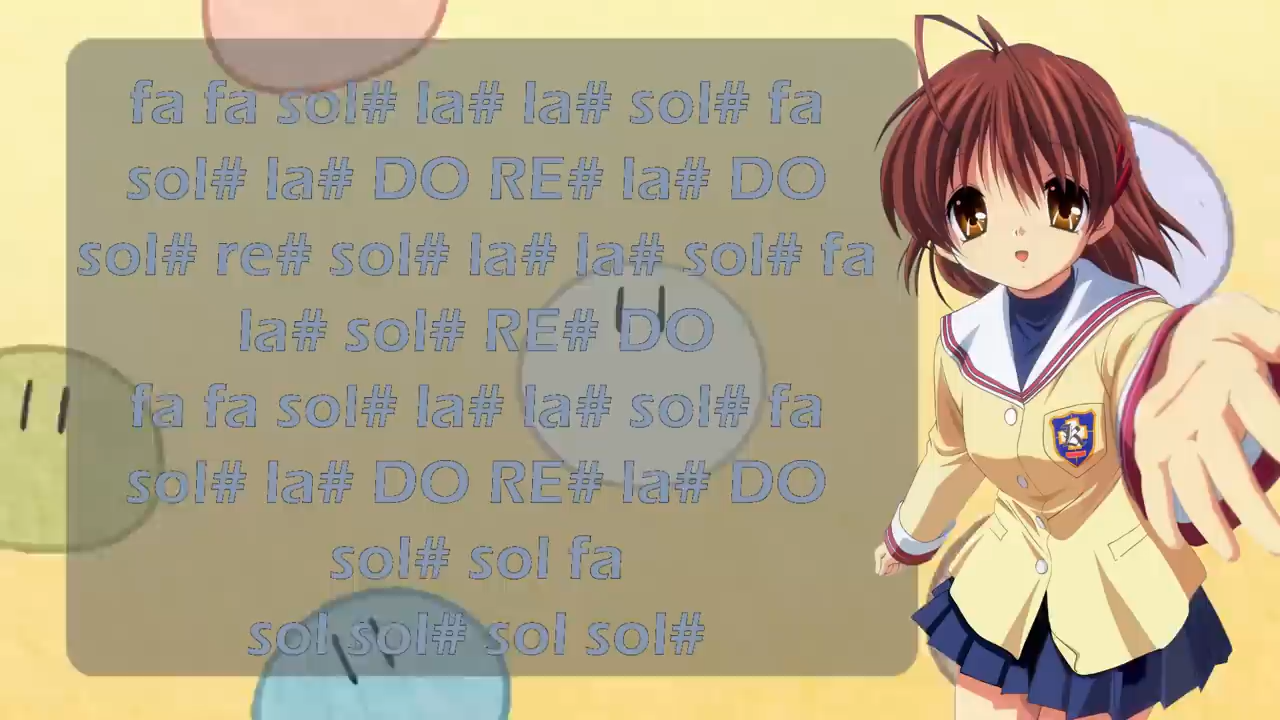 fa fa sol# la# la# sol# fa
sol# la# DO RE# la# DO
sol# re# sol# la# la# sol# fa
la# sol# RE# DO
fa fa sol# la# la# sol# fa
sol# la# DO RE# la# DO
sol# sol fa
sol sol# sol sol#